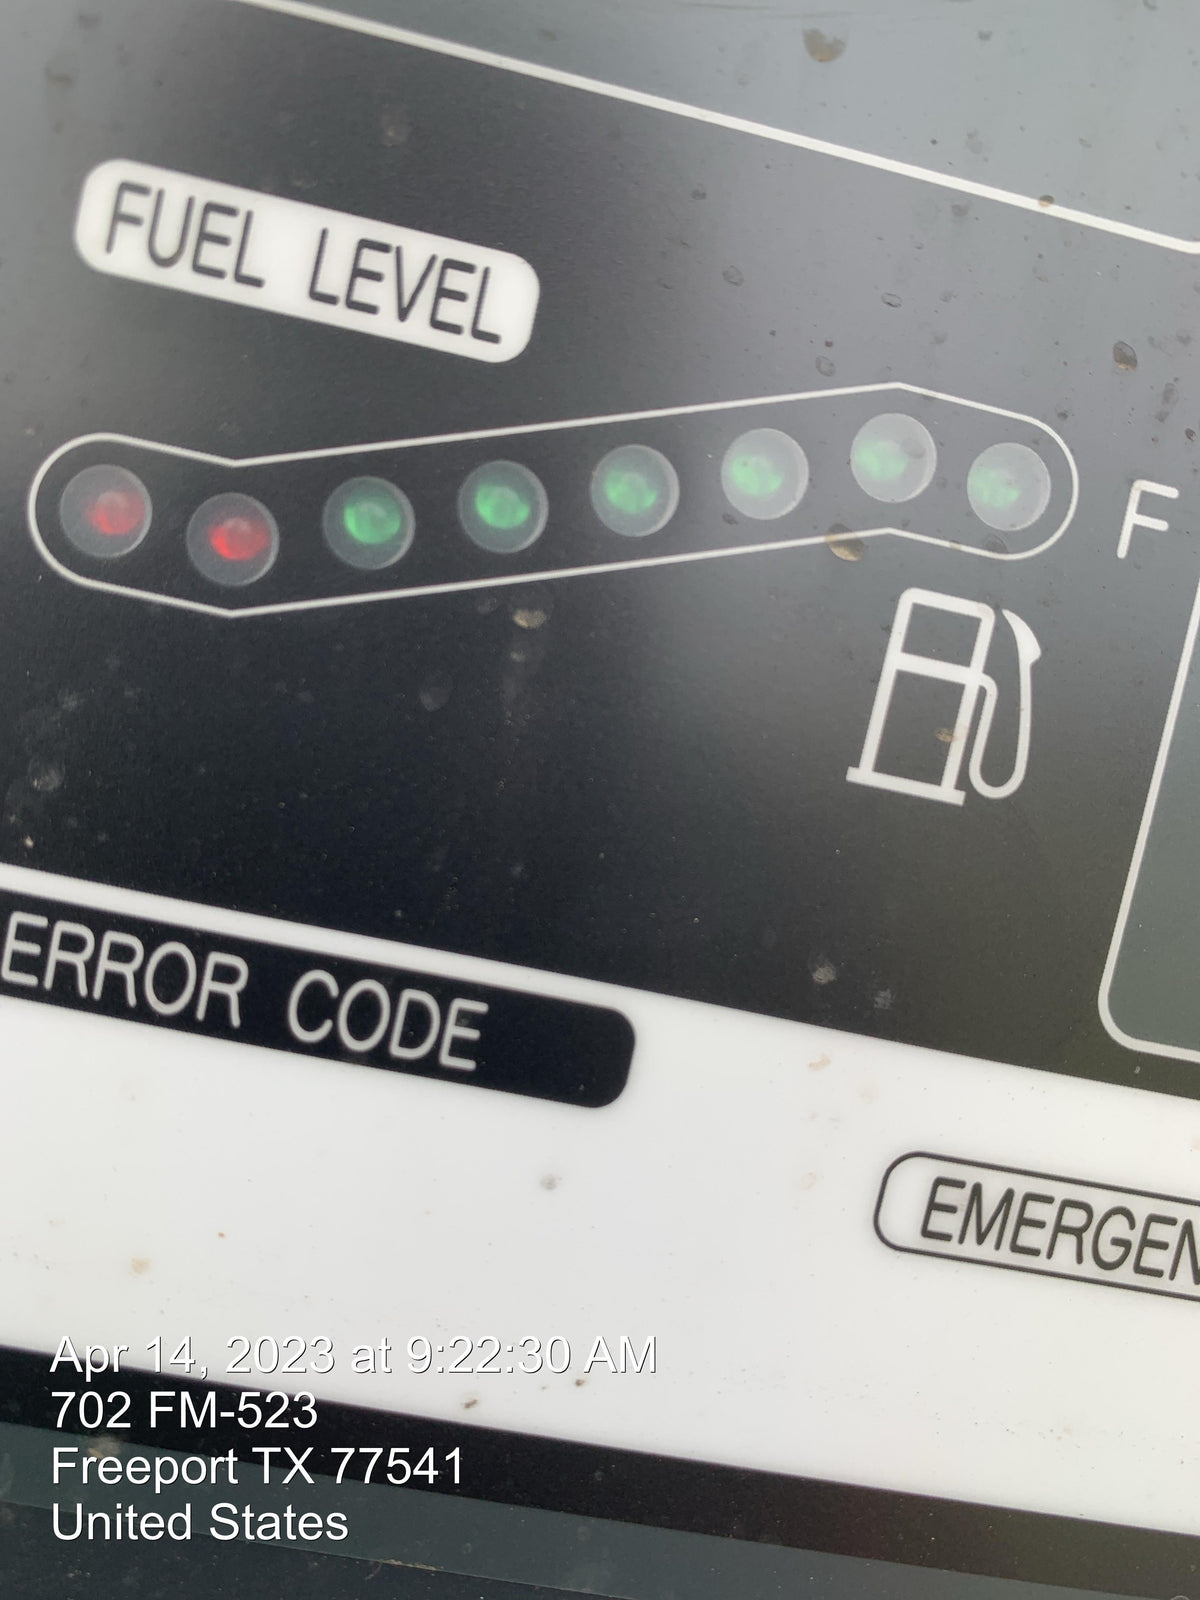 FUEL LEVEL
F
ERROR CODE
EMERGEN
Apr 14, 2023 at 9:22:30 AM
702 FM-523
Freeport TX 77541
United States